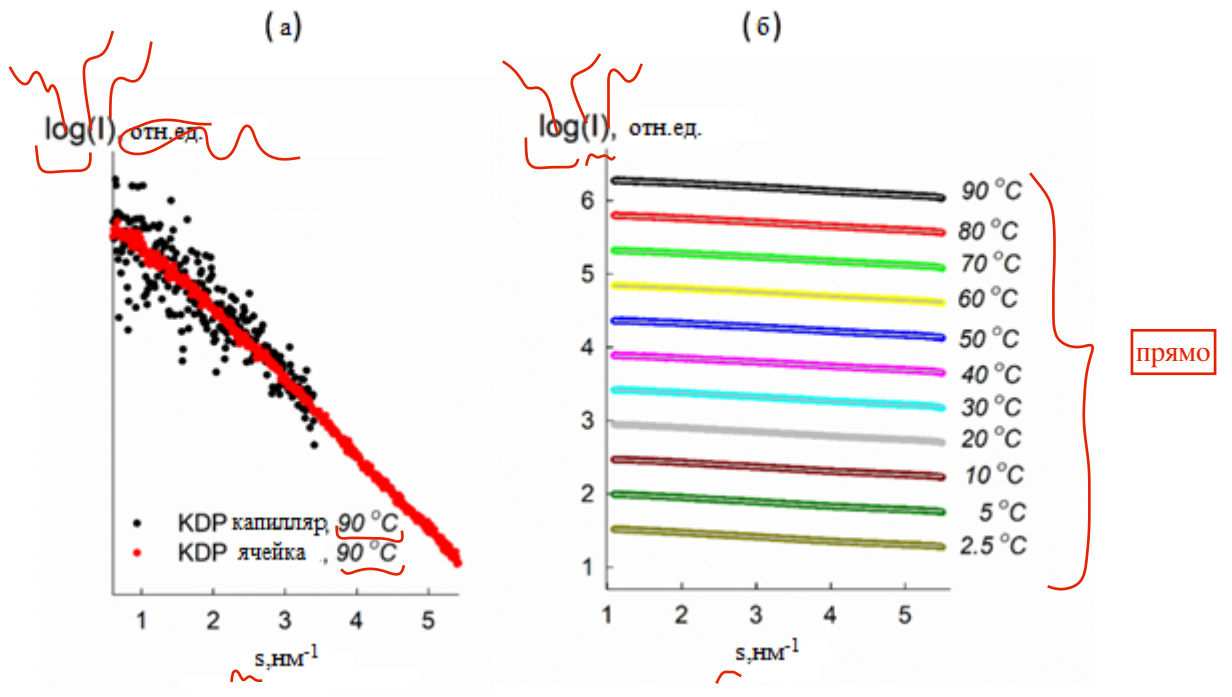 (а)
(б)
log(I), отн.ед.
log(I), отн.ед.
6
5
4
3
2
1
90 °C
80 °C
70 °C
60 °C
50 °C
40 °C
30 °C
20 °C
10 °C
5 °C
2.5 °C
прямо
KDP капилляр, 90 °C
KDP ячейка , 90 °C
1 2 3 4 5
1 2 3 4 5
s,нм⁻¹
s,нм⁻¹